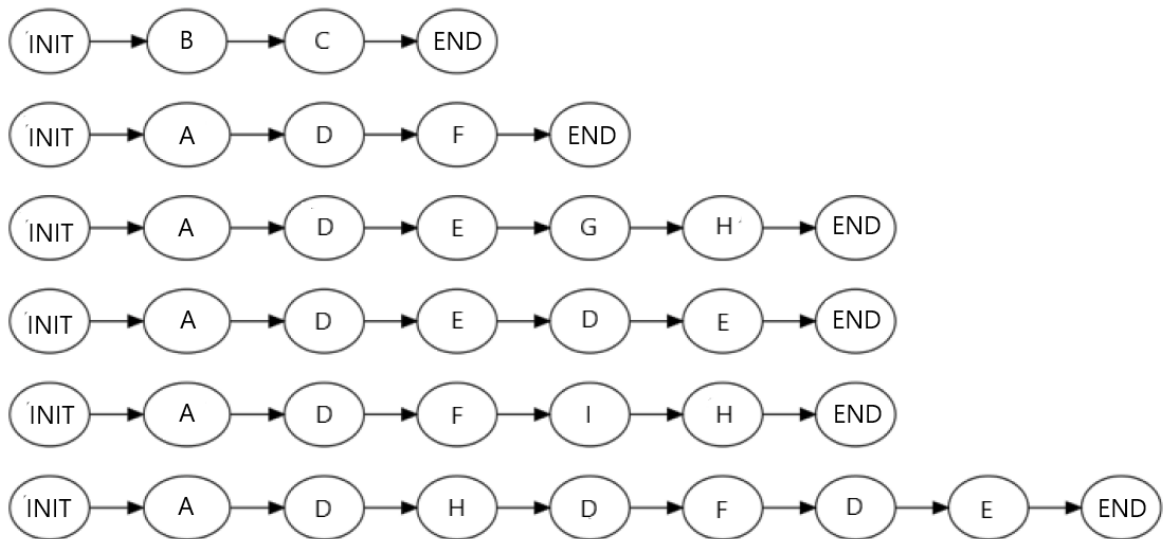 INIT B C END
INIT A D F END
INIT A D E G H END
INIT A D E D E END
INIT A D F I H END
INIT A D H D F D E END